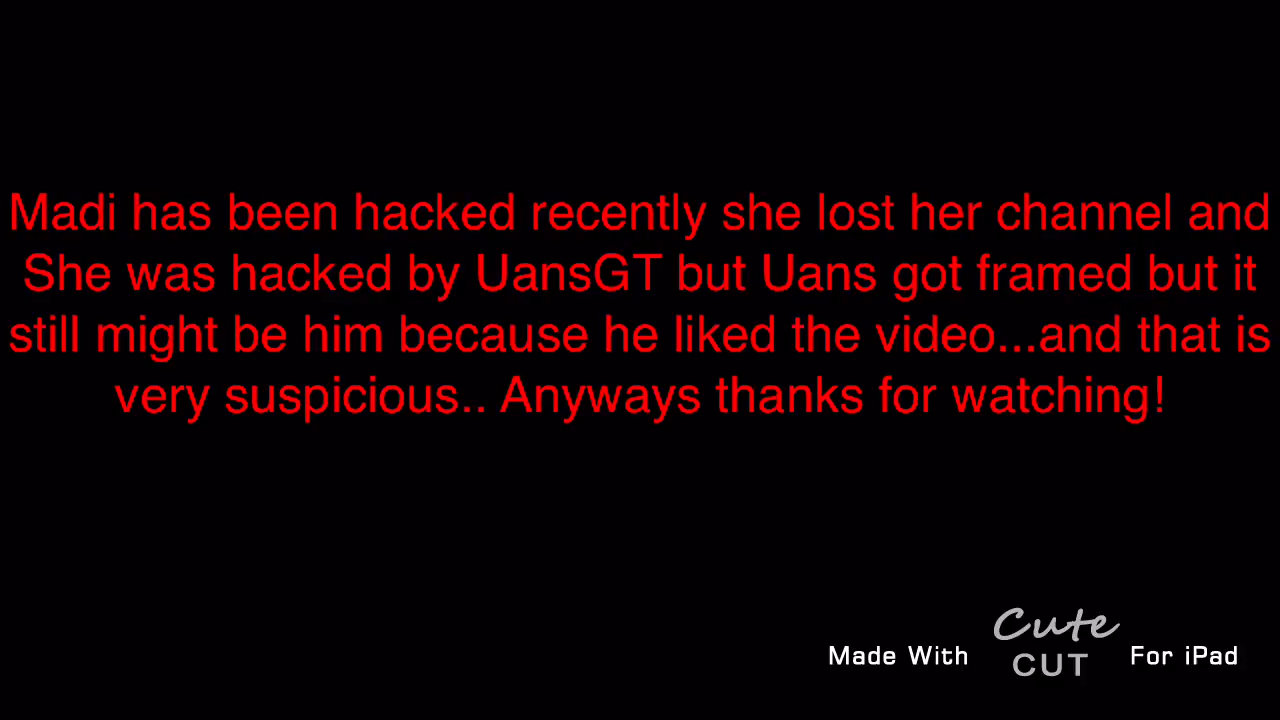 Madi has been hacked recently she lost her channel and
She was hacked by UansGT but Uans got framed but it
still might be him because he liked the video...and that is
very suspicious.. Anyways thanks for watching!
Made With Cute CUT For iPad